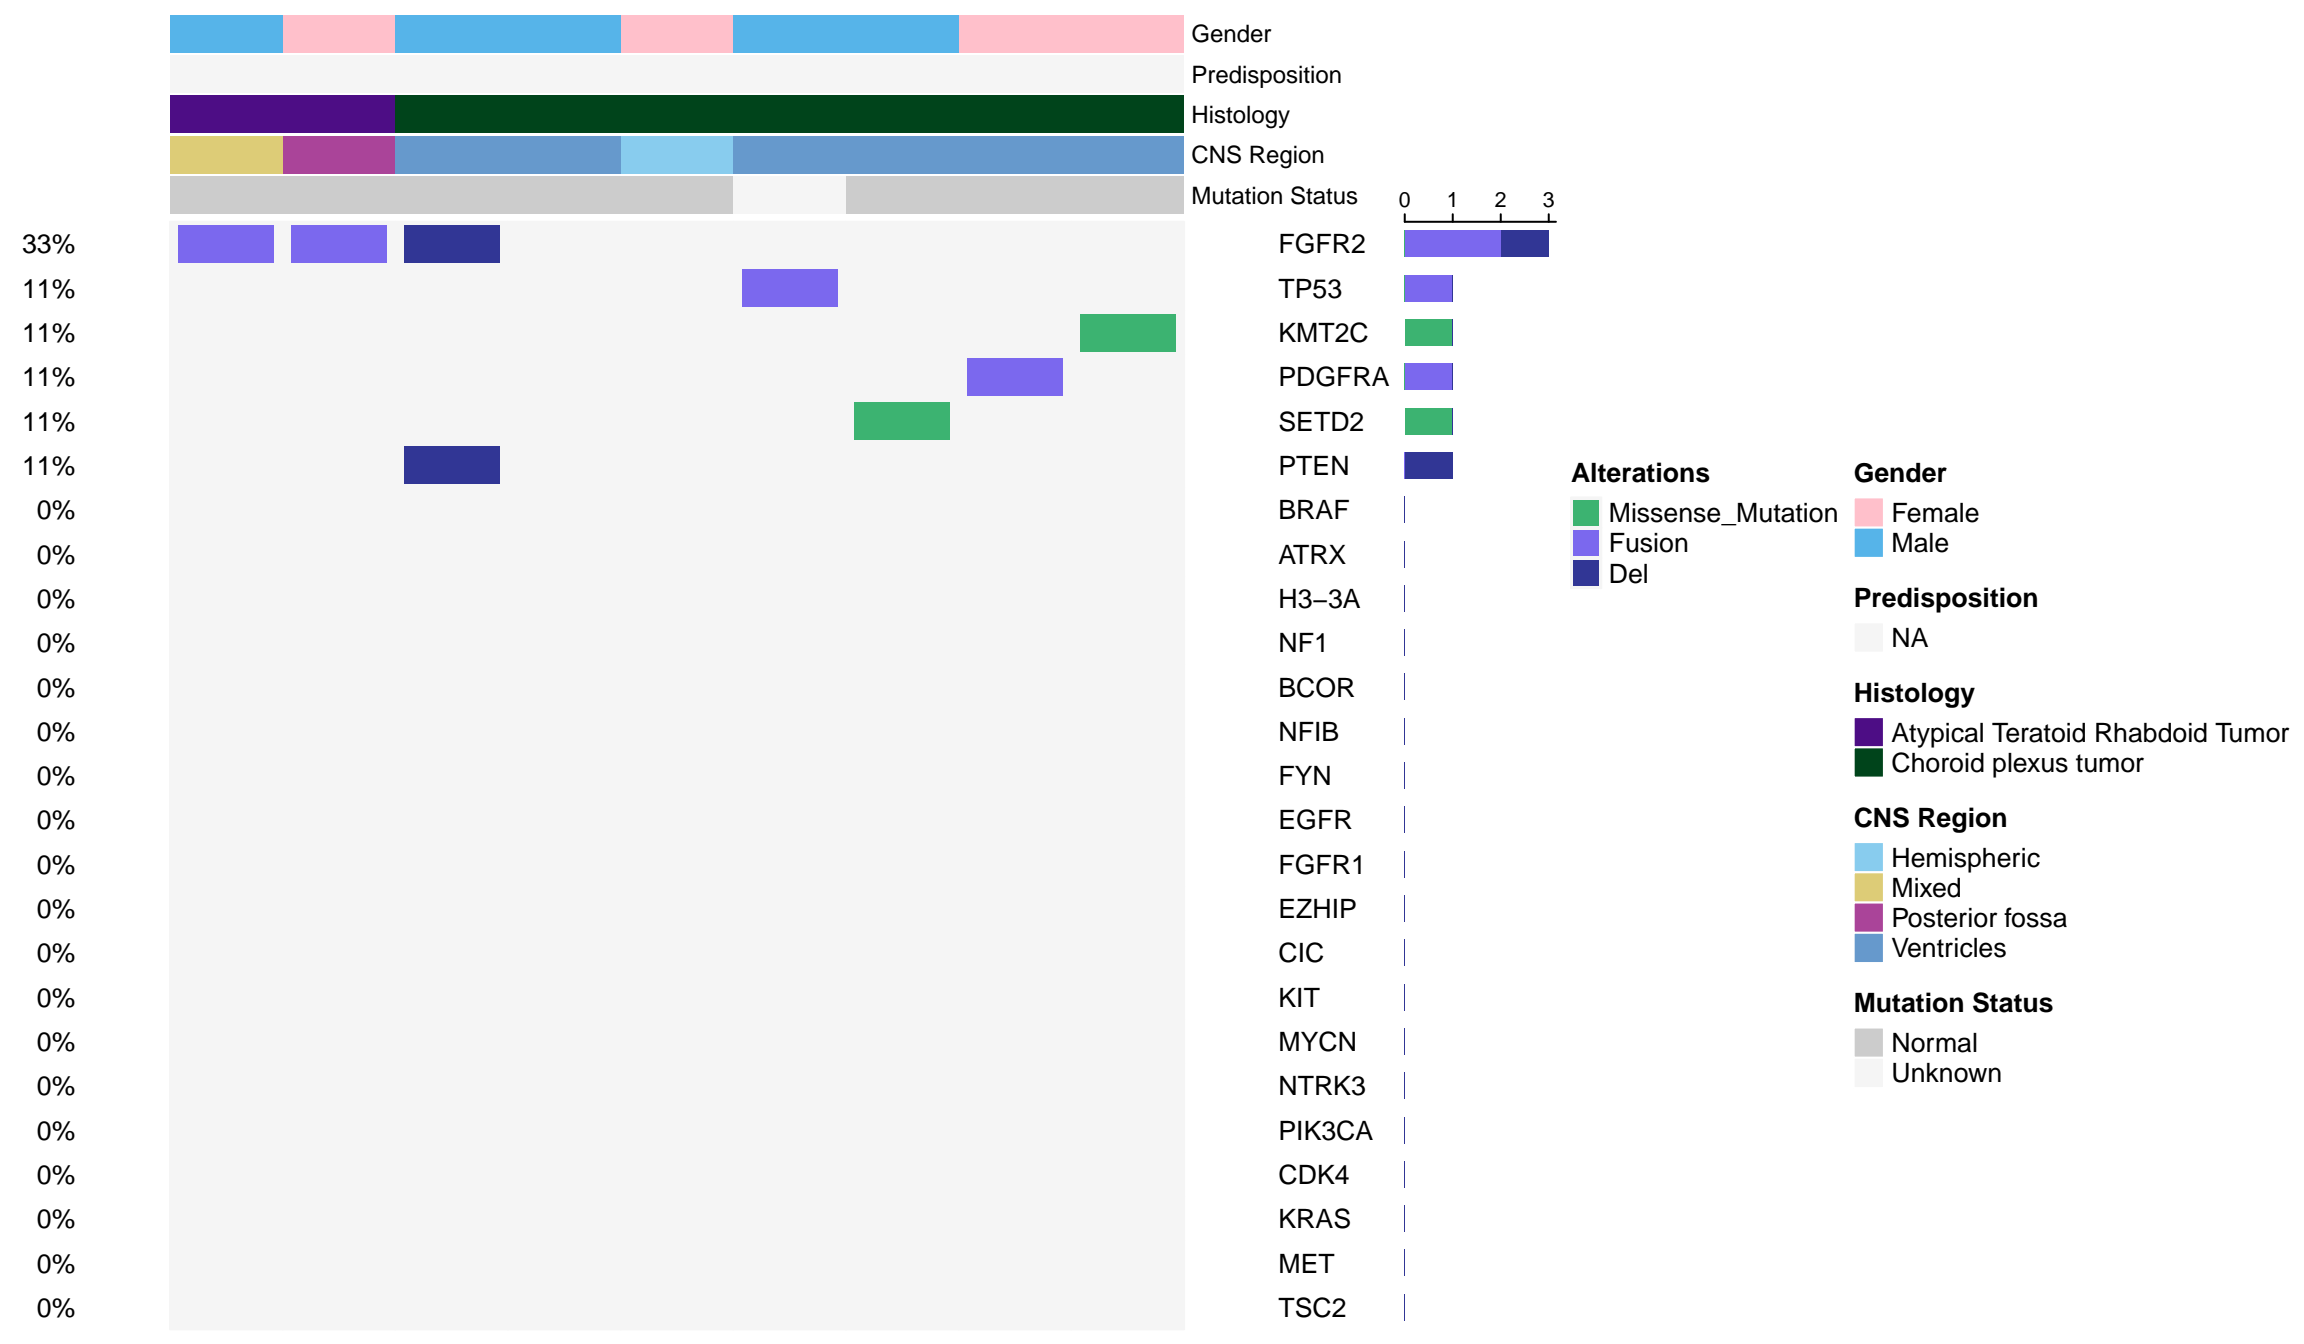 Gender
Predisposition
Histology
CNS Region
Mutation Status
0 1 2 3
33% FGFR2
11% TP53
11% KMT2C
11% PDGFRA
11% SETD2
11% PTEN
0% BRAF
0% ATRX
0% H3−3A
0% NF1
0% BCOR
0% NFIB
0% FYN
0% EGFR
0% FGFR1
0% EZHIP
0% CIC
0% KIT
0% MYCN
0% NTRK3
0% PIK3CA
0% CDK4
0% KRAS
0% MET
0% TSC2
Alterations
Missense_Mutation
Fusion
Del
Gender
Female
Male
Predisposition
NA
Histology
Atypical Teratoid Rhabdoid Tumor
Choroid plexus tumor
CNS Region
Hemispheric
Mixed
Posterior fossa
Ventricles
Mutation Status
Normal
Unknown